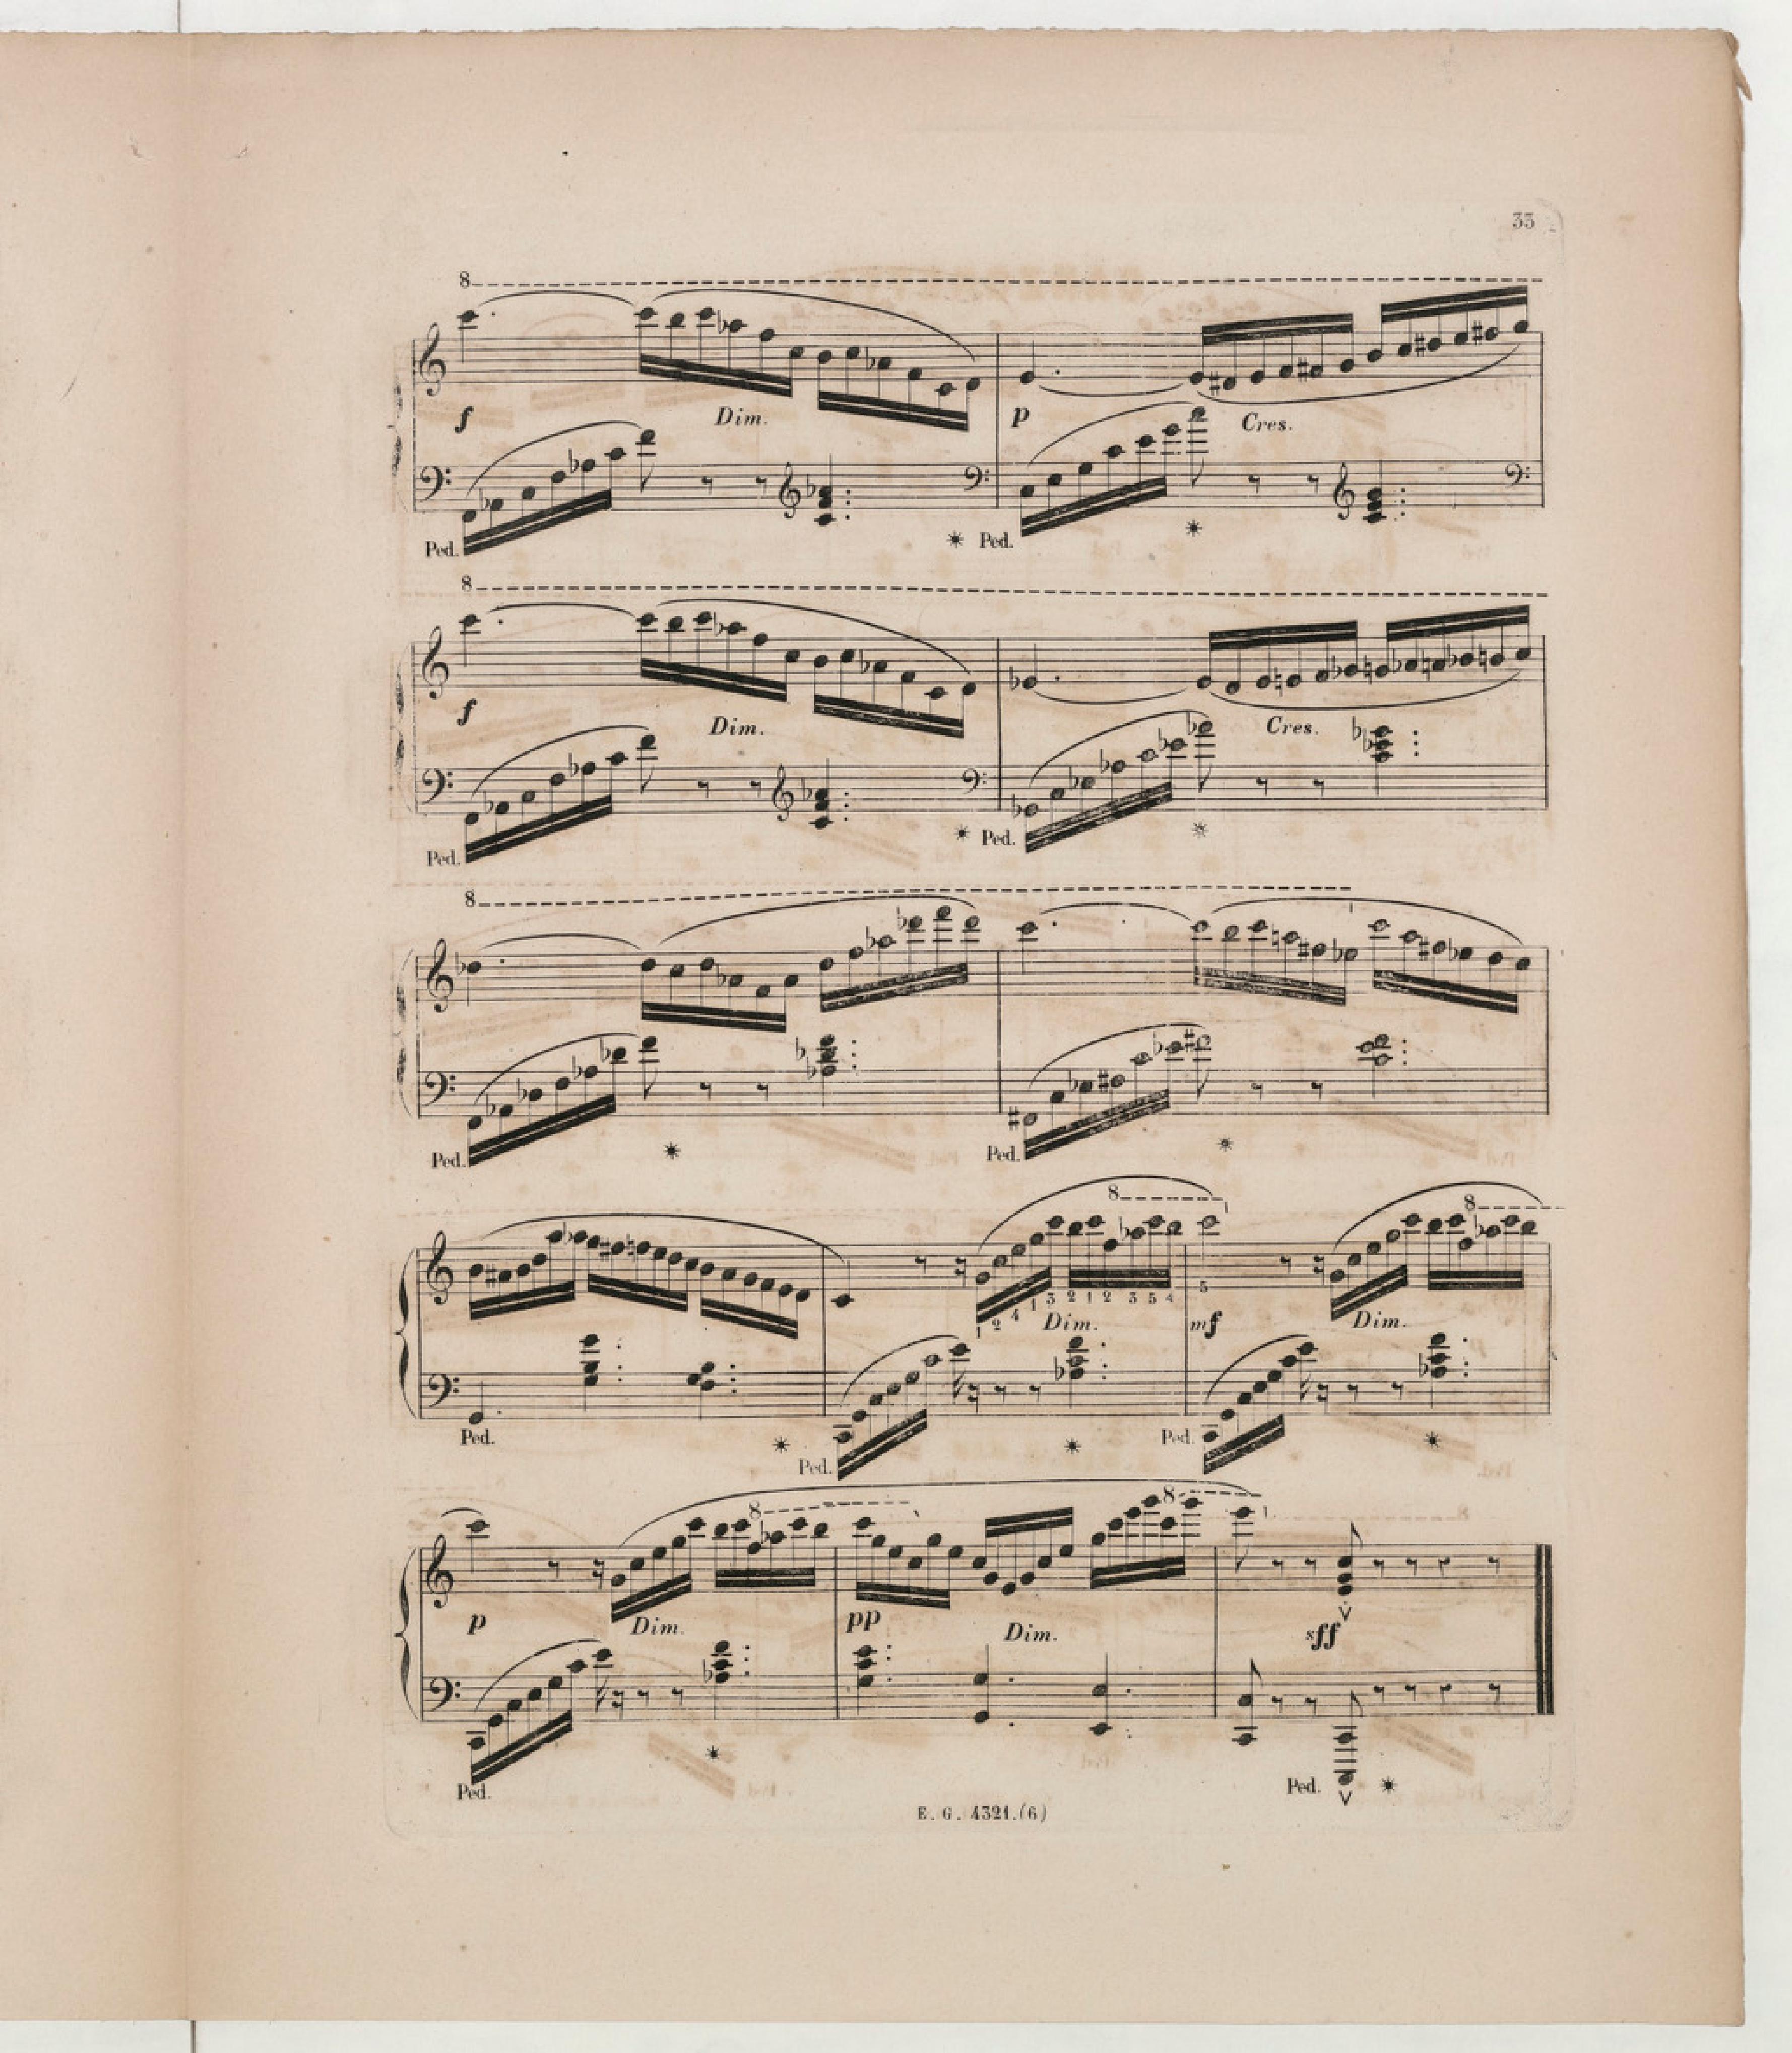 33
8
f Dim. p Cres.
Ped. * Ped. *
8
f Dim. Cres.
Ped. * Ped. *
8
Ped. * Ped. *
8 8
1 2 4 1 3 2 1 2 3 5 4 5
Dim. mf Dim.
Ped. * Ped. * Ped. *
8 8
p Dim. pp Dim. sff
Ped. * Ped. *
E. G. 4321.(6)